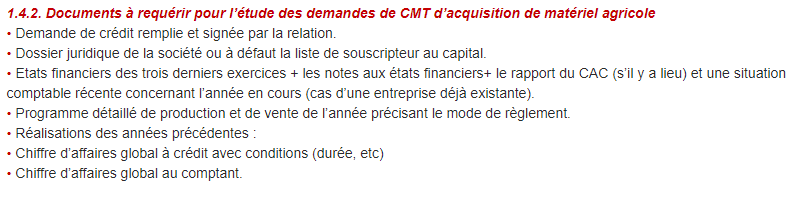 1.4.2. Documents à requérir pour l’étude des demandes de CMT d’acquisition de matériel agricole
• Demande de crédit remplie et signée par la relation.
• Dossier juridique de la société ou à défaut la liste de souscripteur au capital.
• Etats financiers des trois derniers exercices + les notes aux états financiers+ le rapport du CAC (s’il y a lieu) et une situation
comptable récente concernant l’année en cours (cas d’une entreprise déjà existante).
• Programme détaillé de production et de vente de l’année précisant le mode de règlement.
• Réalisations des années précédentes :
• Chiffre d’affaires global à crédit avec conditions (durée, etc)
• Chiffre d’affaires global au comptant.